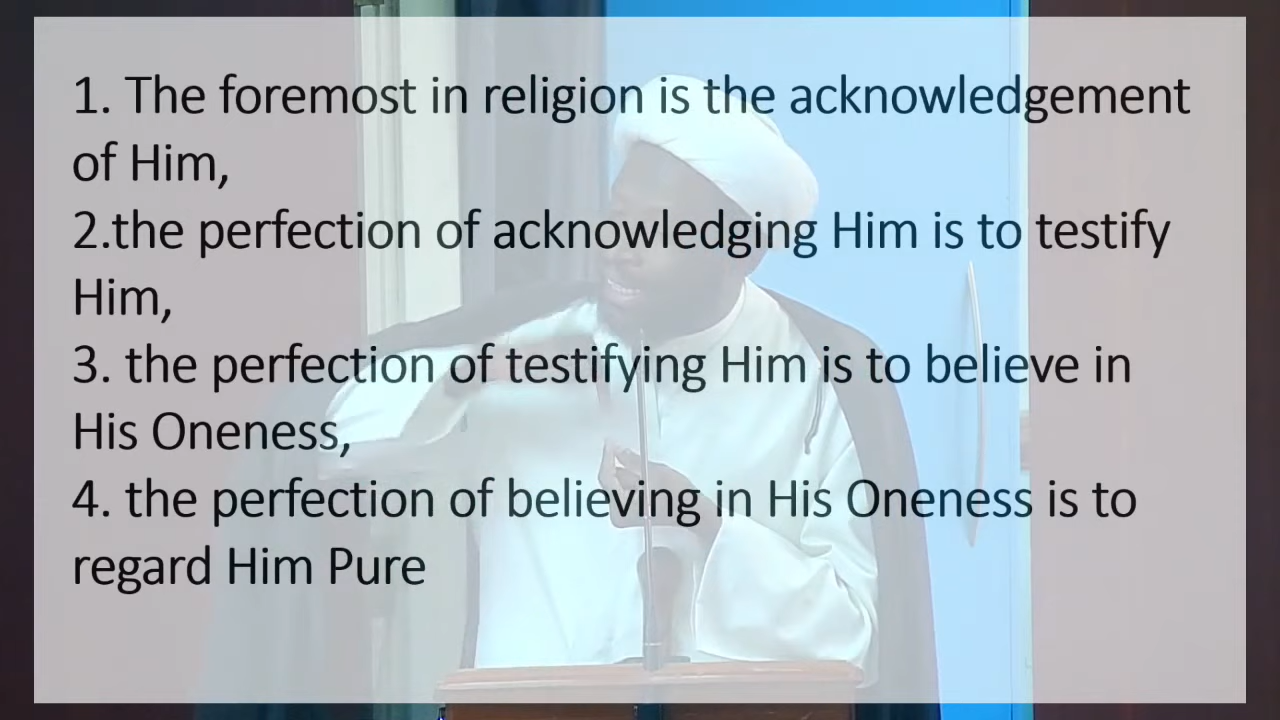 1. The foremost in religion is the acknowledgement
of Him,
2.the perfection of acknowledging Him is to testify
Him,
3. the perfection of testifying Him is to believe in
His Oneness,
4. the perfection of believing in His Oneness is to
regard Him Pure